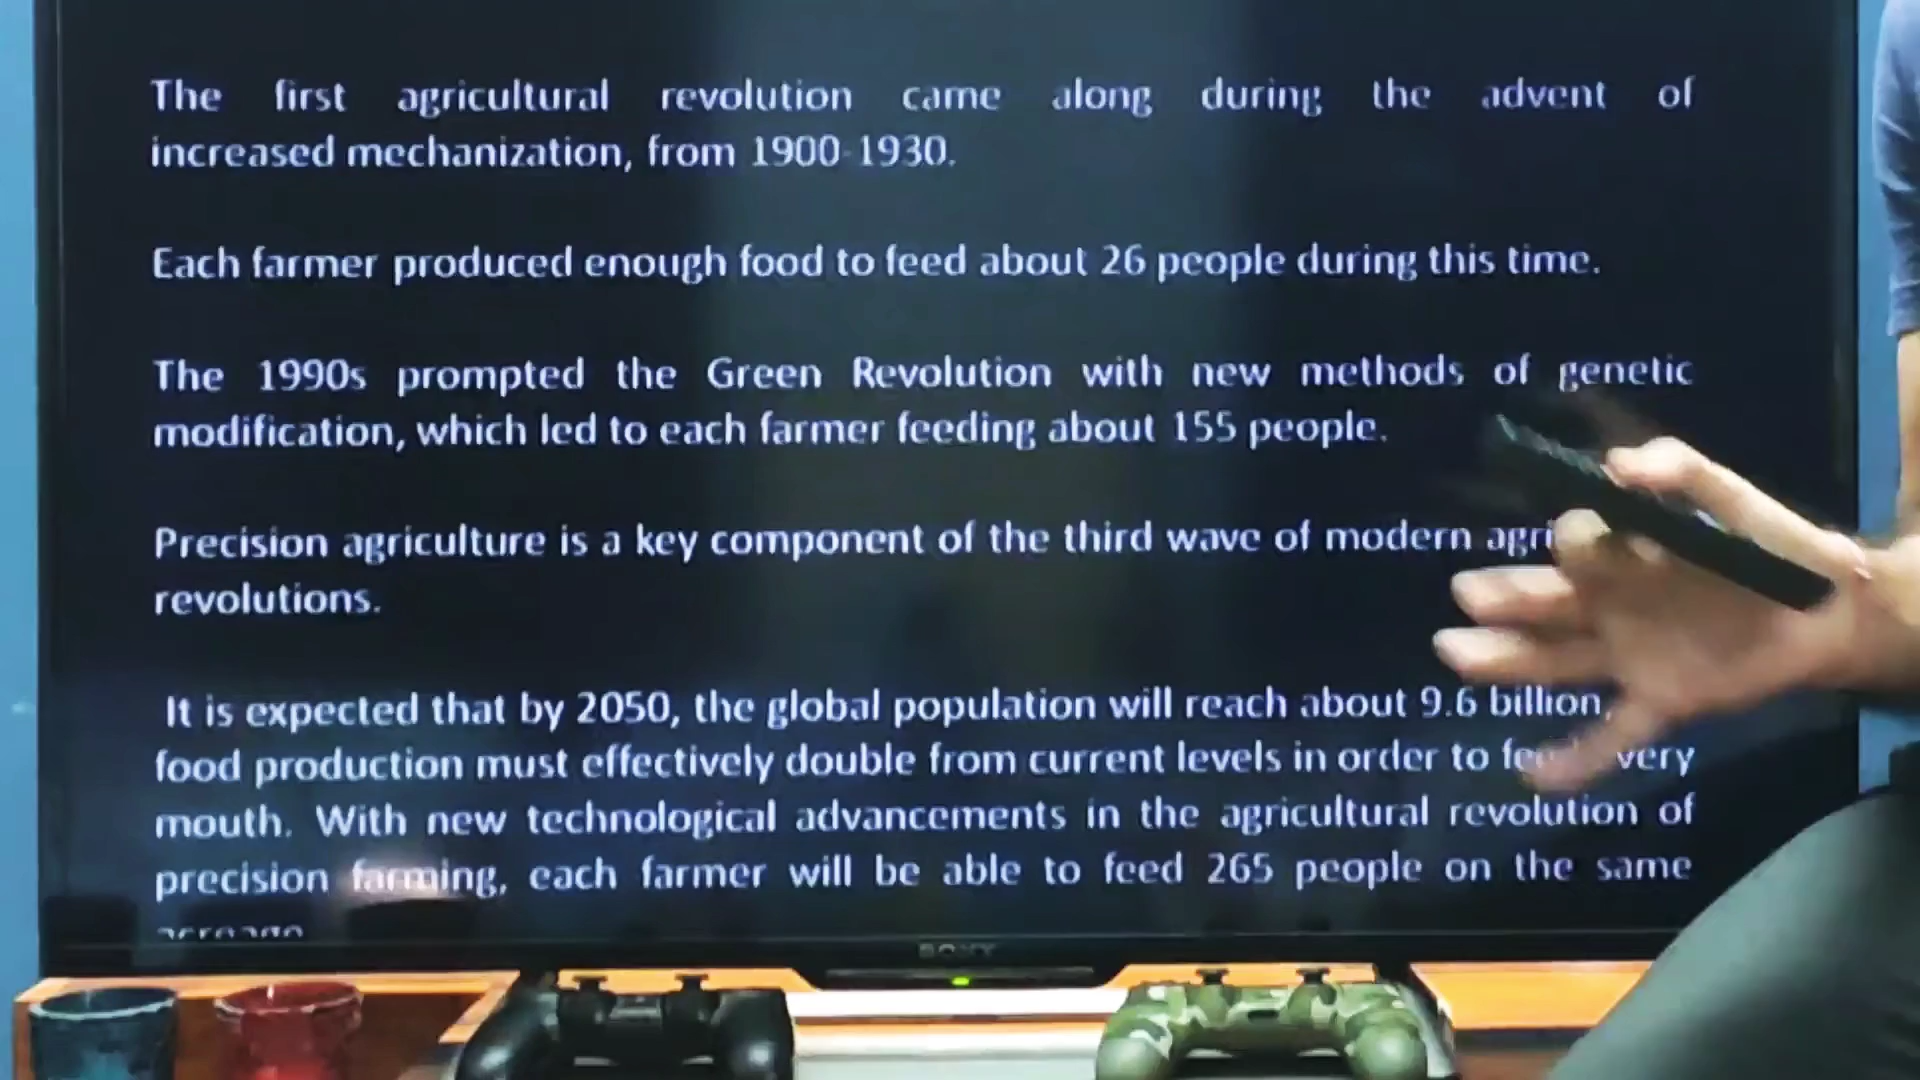 The first agricultural revolution came along during the advent of
increased mechanization, from 1900-1930.
Each farmer produced enough food to feed about 26 people during this time.
The 1990s prompted the Green Revolution with new methods of genetic
modification, which led to each farmer feeding about 155 people.
Precision agriculture is a key component of the third wave of modern
revolutions.
It is expected that by 2050, the global population will reach about 9.6 billion,
food production must effectively double from current levels in order to
mouth. With new technological advancements in the agricultural revolution of
precision farming, each farmer will be able to feed 265 people on the same
SONY